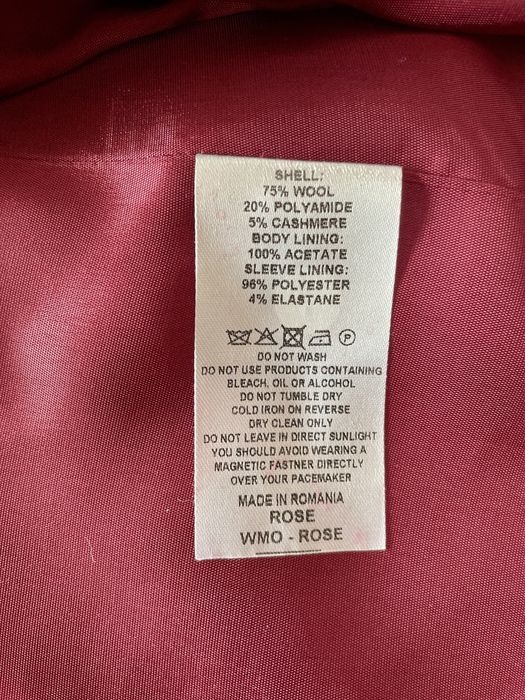 SHELL:
75% WOOL
20% POLYAMIDE
5% CASHMERE
BODY LINING:
100% ACETATE
SLEEVE LINING:
96% POLYESTER
4% ELASTANE
P
DO NOT WASH
DO NOT USE PRODUCTS CONTAINING
BLEACH, OIL OR ALCOHOL
DO NOT TUMBLE DRY
COLD IRON ON REVERSE
DRY CLEAN ONLY
DO NOT LEAVE IN DIRECT SUNLIGHT
YOU SHOULD AVOID WEARING A
MAGNETIC FASTNER DIRECTLY
OVER YOUR PACEMAKER
MADE IN ROMANIA
ROSE
WMO - ROSE